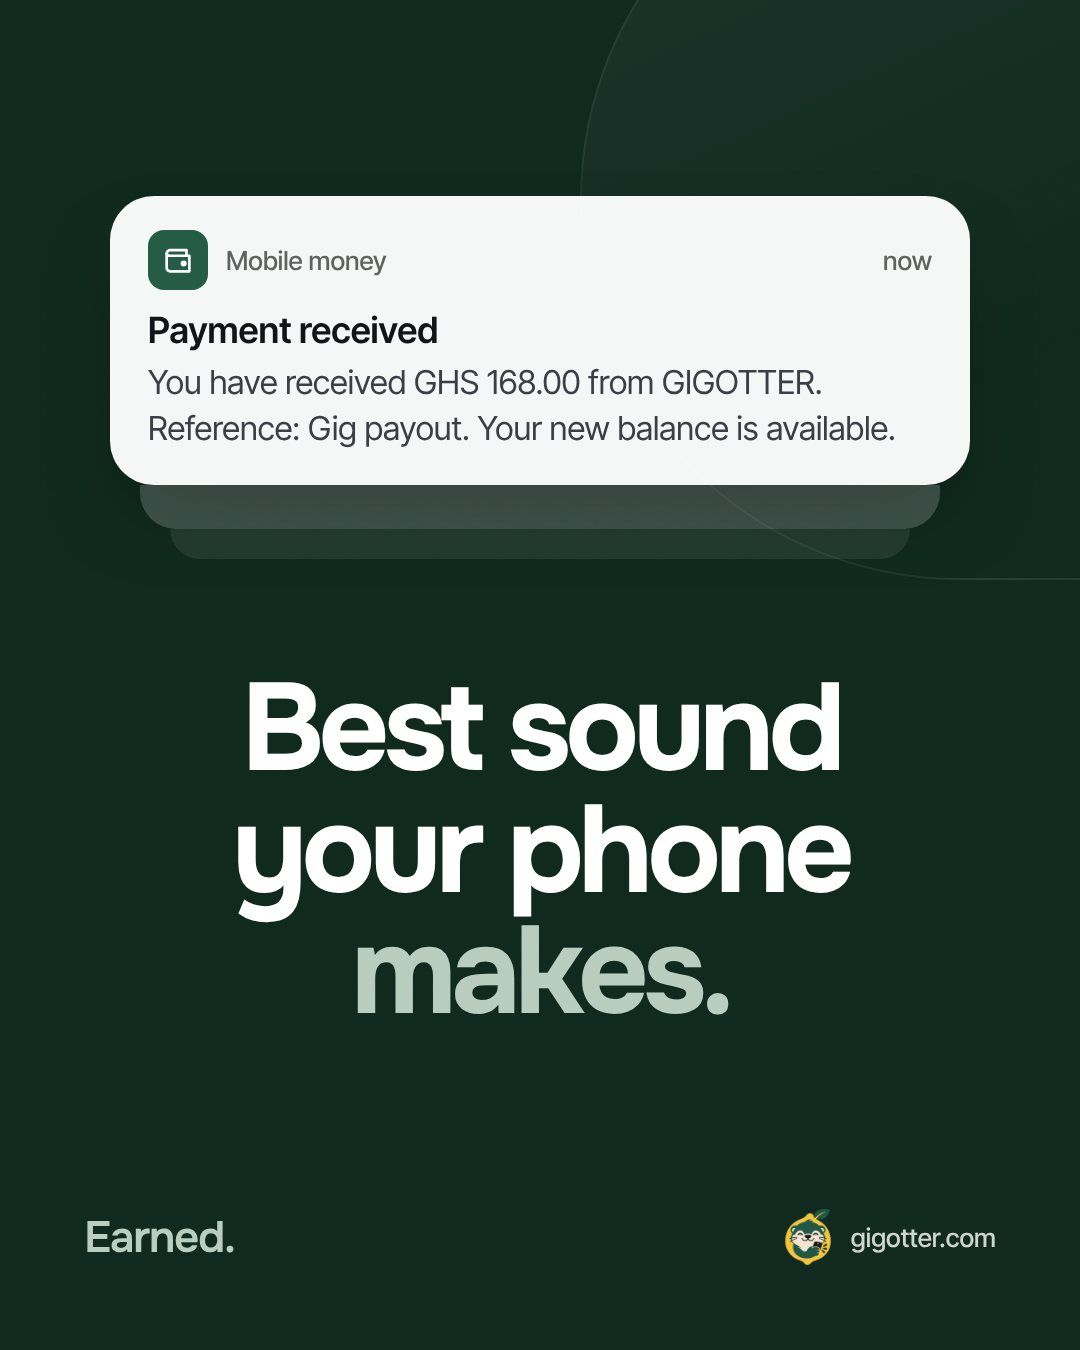 Mobile money
now
Payment received
You have received GHS 168.00 from GIGOTTER.
Reference: Gig payout. Your new balance is available.
Best sound
your phone
makes.
Earned.
gigotter.com